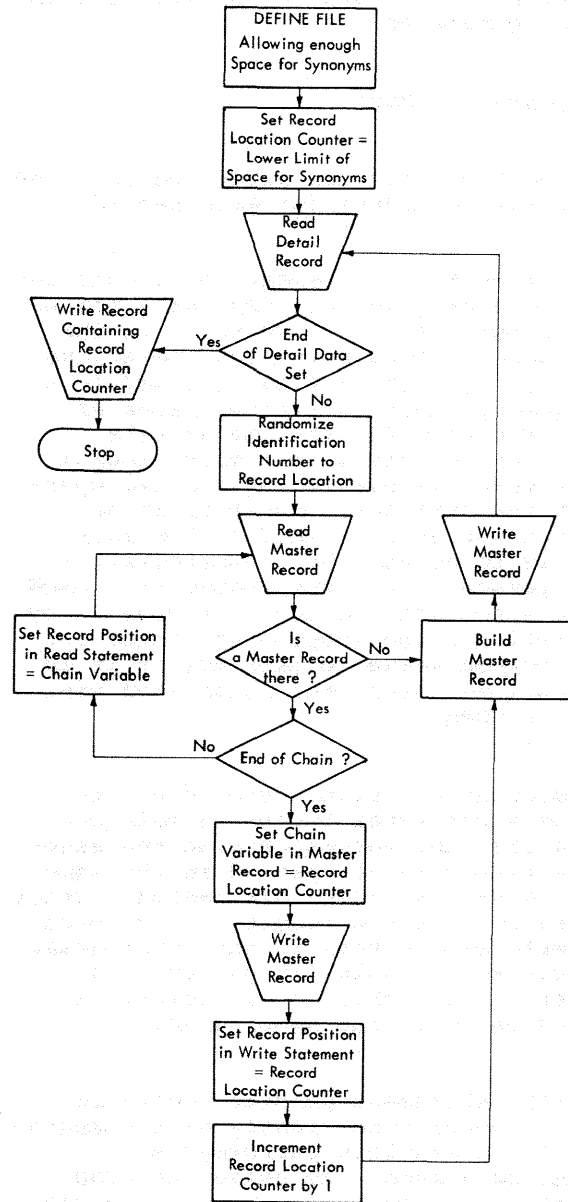 DEFINE FILE
Allowing enough
Space for Synonyms
Set Record
Location Counter =
Lower Limit of
Space for Synonyms
Read
Detail
Record
End
of Detail Data
Set
Yes
Write Record
Containing
Record
Location
Counter
Stop
No
Randomize
Identification
Number to
Record Location
Read
Master
Record
Is
a Master Record
there ?
No
Build
Master
Record
Write
Master
Record
Yes
End of Chain ?
No
Set Record Position
in Read Statement
= Chain Variable
Yes
Set Chain
Variable in Master
Record = Record
Location Counter
Write
Master
Record
Set Record Position
in Write Statement
= Record
Location Counter
Increment
Record Location
Counter by 1